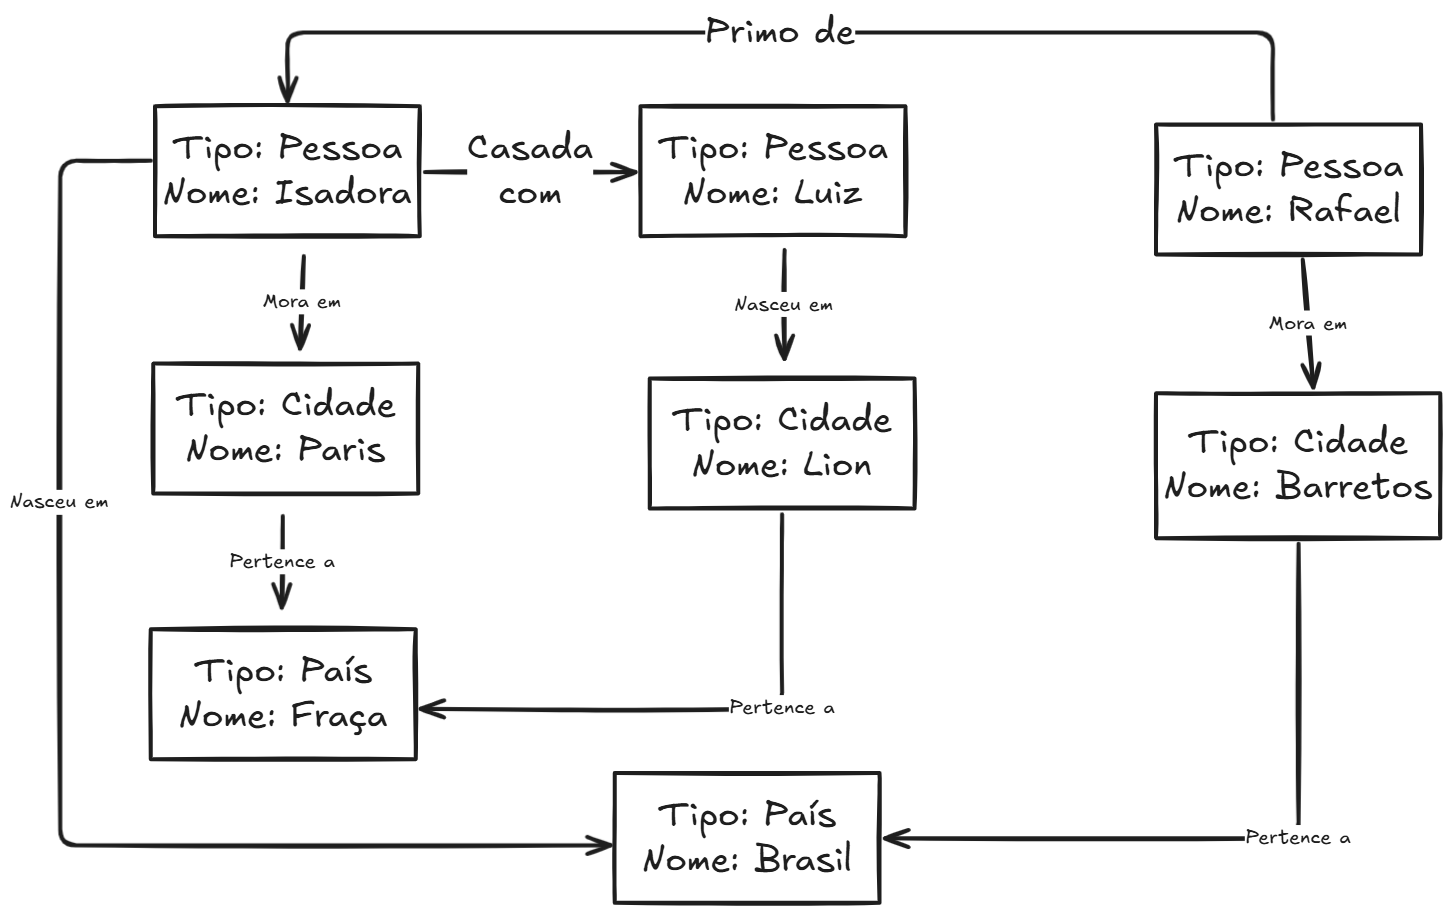 Primo de
Tipo: Pessoa
Nome: Isadora
Casada
com
Tipo: Pessoa
Nome: Luiz
Tipo: Pessoa
Nome: Rafael
Mora em
Nasceu em
Mora em
Tipo: Cidade
Nome: Paris
Tipo: Cidade
Nome: Lion
Tipo: Cidade
Nome: Barretos
Nasceu em
Pertence a
Tipo: País
Nome: Fraça
Pertence a
Tipo: País
Nome: Brasil
Pertence a